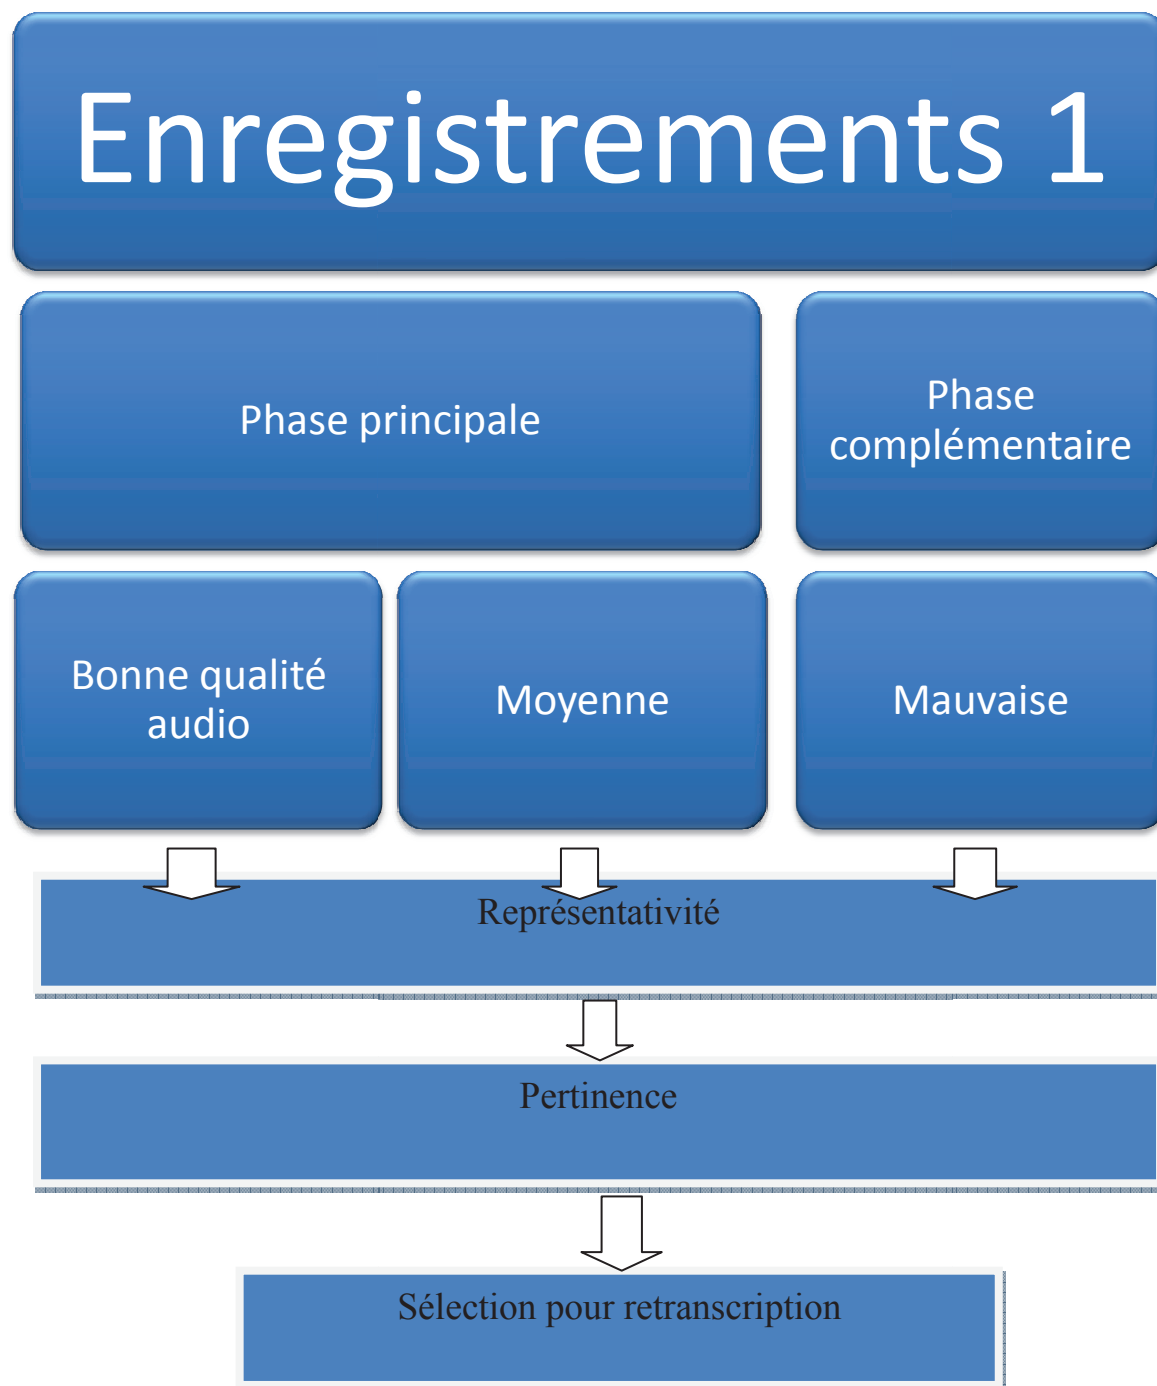 Enregistrements 1
Phase principale
Phase
complémentaire
Bonne qualité
audio
Moyenne
Mauvaise
Représentativité
Pertinence
Sélection pour retranscription